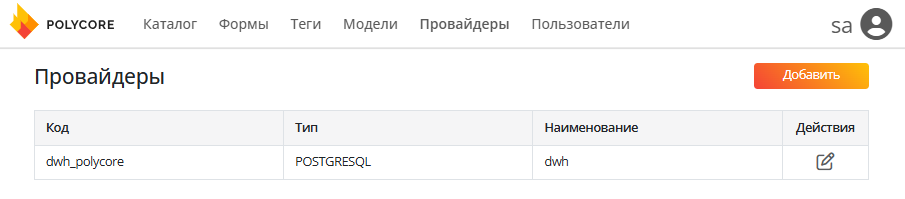 POLYCORE Каталог Формы Теги Модели Провайдеры Пользователи sa
Провайдеры Добавить
Код Тип Наименование Действия
dwh_polycore POSTGRESQL dwh